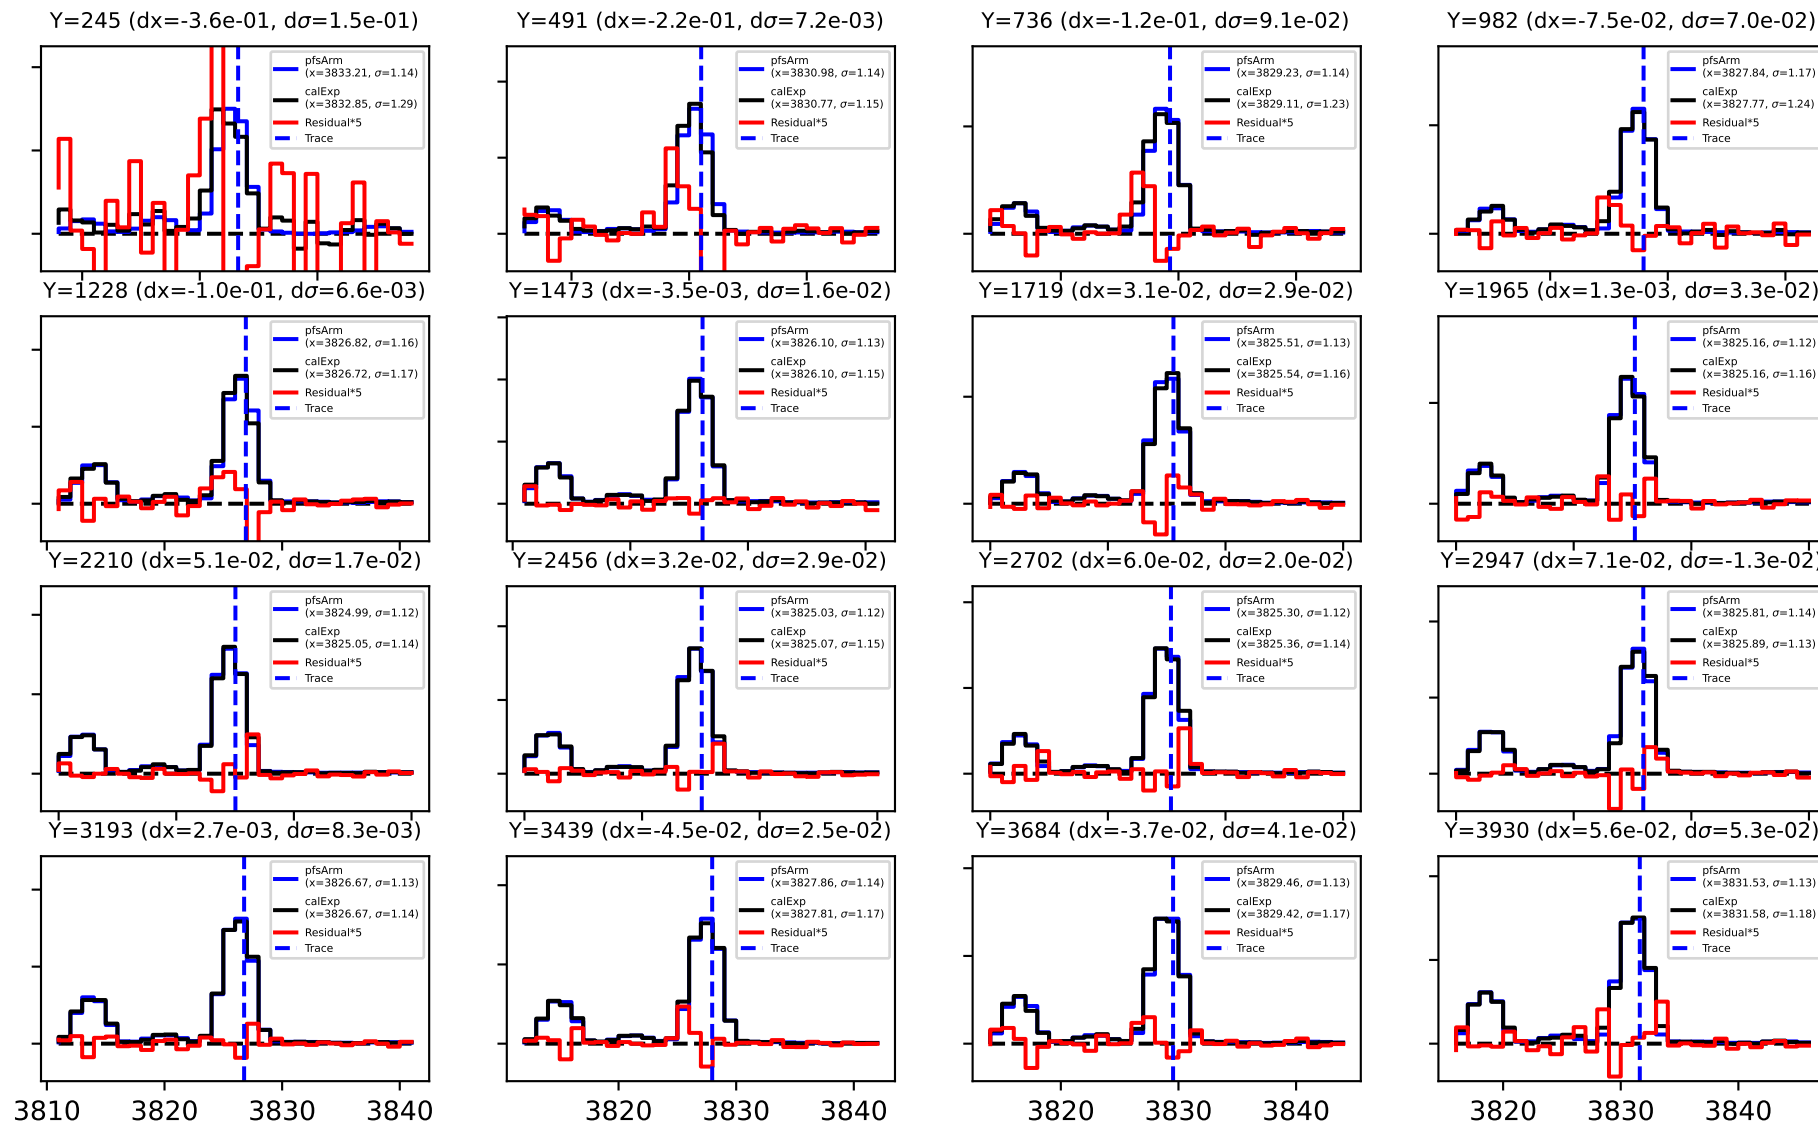 Y=245 (dx=-3.6e-01, dσ=1.5e-01)
pfsArm
(x=3833.21, σ=1.14)
calExp
(x=3832.85, σ=1.29)
Residual*5
Trace
Y=491 (dx=-2.2e-01, dσ=7.2e-03)
pfsArm
(x=3830.98, σ=1.14)
calExp
(x=3830.77, σ=1.15)
Residual*5
Trace
Y=736 (dx=-1.2e-01, dσ=9.1e-02)
pfsArm
(x=3829.23, σ=1.14)
calExp
(x=3829.11, σ=1.23)
Residual*5
Trace
Y=982 (dx=-7.5e-02, dσ=7.0e-02)
pfsArm
(x=3827.84, σ=1.17)
calExp
(x=3827.77, σ=1.24)
Residual*5
Trace
Y=1228 (dx=-1.0e-01, dσ=6.6e-03)
pfsArm
(x=3826.82, σ=1.16)
calExp
(x=3826.72, σ=1.17)
Residual*5
Trace
Y=1473 (dx=-3.5e-03, dσ=1.6e-02)
pfsArm
(x=3826.10, σ=1.13)
calExp
(x=3826.10, σ=1.15)
Residual*5
Trace
Y=1719 (dx=3.1e-02, dσ=2.9e-02)
pfsArm
(x=3825.51, σ=1.13)
calExp
(x=3825.54, σ=1.16)
Residual*5
Trace
Y=1965 (dx=1.3e-03, dσ=3.3e-02)
pfsArm
(x=3825.16, σ=1.12)
calExp
(x=3825.16, σ=1.16)
Residual*5
Trace
Y=2210 (dx=5.1e-02, dσ=1.7e-02)
pfsArm
(x=3824.99, σ=1.12)
calExp
(x=3825.05, σ=1.14)
Residual*5
Trace
Y=2456 (dx=3.2e-02, dσ=2.9e-02)
pfsArm
(x=3825.03, σ=1.12)
calExp
(x=3825.07, σ=1.15)
Residual*5
Trace
Y=2702 (dx=6.0e-02, dσ=2.0e-02)
pfsArm
(x=3825.30, σ=1.12)
calExp
(x=3825.36, σ=1.14)
Residual*5
Trace
Y=2947 (dx=7.1e-02, dσ=-1.3e-02)
pfsArm
(x=3825.81, σ=1.14)
calExp
(x=3825.89, σ=1.13)
Residual*5
Trace
Y=3193 (dx=2.7e-03, dσ=8.3e-03)
pfsArm
(x=3826.67, σ=1.13)
calExp
(x=3826.67, σ=1.14)
Residual*5
Trace
Y=3439 (dx=-4.5e-02, dσ=2.5e-02)
pfsArm
(x=3827.86, σ=1.14)
calExp
(x=3827.81, σ=1.17)
Residual*5
Trace
Y=3684 (dx=-3.7e-02, dσ=4.1e-02)
pfsArm
(x=3829.46, σ=1.13)
calExp
(x=3829.42, σ=1.17)
Residual*5
Trace
Y=3930 (dx=5.6e-02, dσ=5.3e-02)
pfsArm
(x=3831.53, σ=1.13)
calExp
(x=3831.58, σ=1.18)
Residual*5
Trace
3810 3820 3830 3840
3820 3830 3840
3820 3830 3840
3820 3830 3840